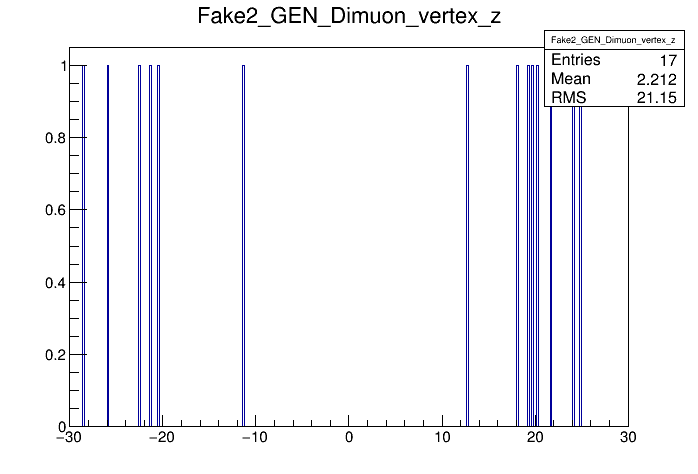 Fake2_GEN_Dimuon_vertex_z
Fake2_GEN_Dimuon_vertex_z
Entries 17
Mean 2.212
RMS 21.15
1
0.8
0.6
0.4
0.2
0
−30 −20 −10 0 10 20 30